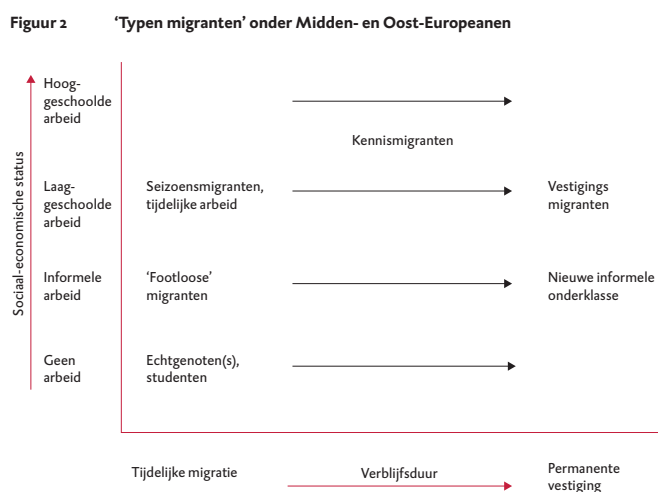 Figuur 2 ‘Typen migranten’ onder Midden- en Oost-Europeanen
Sociaal-economische status
Hoog-
geschoolde
arbeid
Kennismigranten
Laag-
geschoolde
arbeid
Seizoensmigranten,
tijdelijke arbeid
Vestigings
migranten
Informele
arbeid
‘Footloose’
migranten
Nieuwe informele
onderklasse
Geen
arbeid
Echtgenoten(s),
studenten
Tijdelijke migratie
Verblijfsduur
Permanente
vestiging